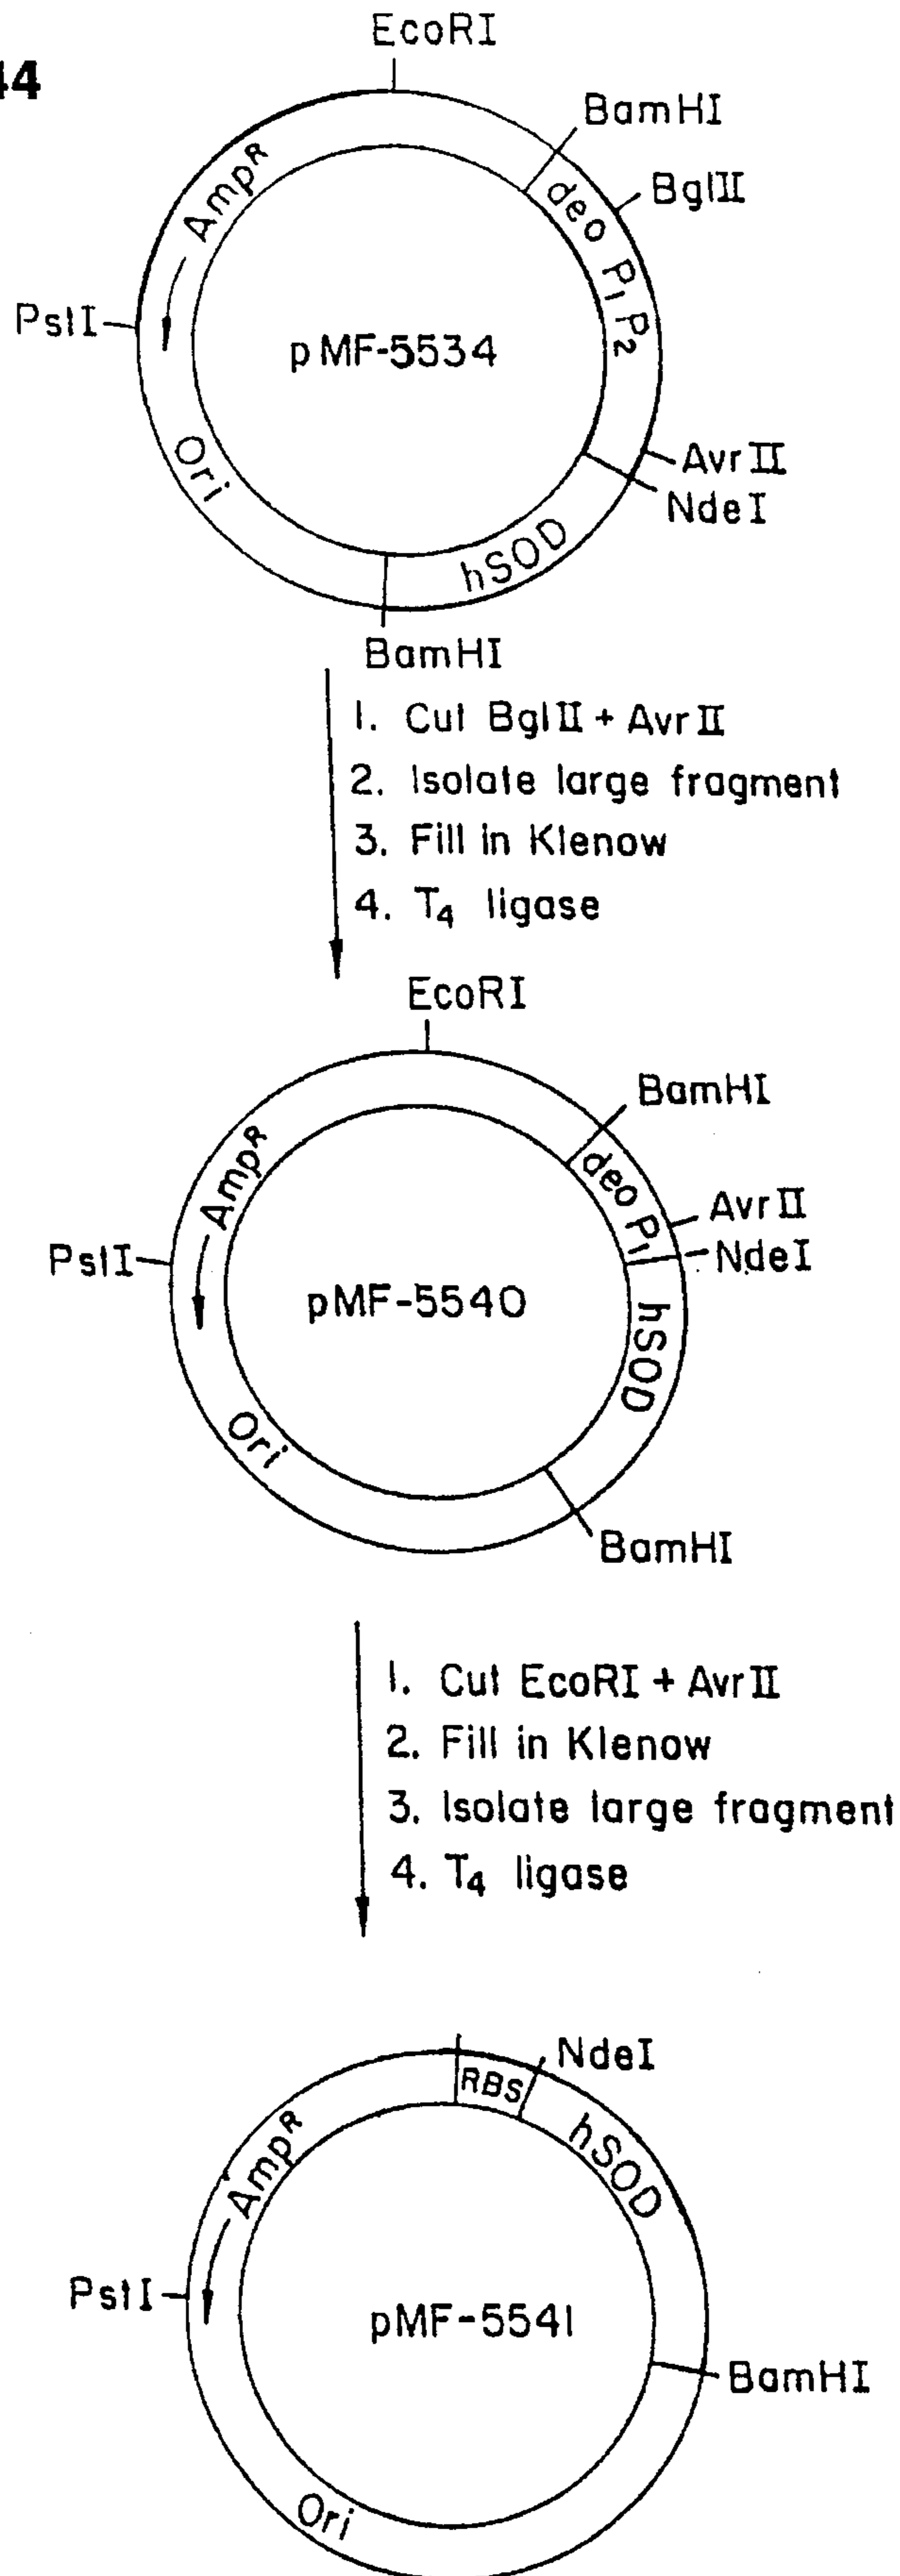 44
EcoRI
BamHI
BglII
deo P1 P2
AmpR
PstI
pMF-5534
AvrII
NdeI
Ori
hSOD
BamHI
1. Cut BglII + AvrII
2. Isolate large fragment
3. Fill in Klenow
4. T4 ligase
EcoRI
BamHI
deo P1
AvrII
NdeI
AmpR
PstI
pMF-5540
hSOD
Ori
BamHI
1. Cut EcoRI + AvrII
2. Fill in Klenow
3. Isolate large fragment
4. T4 ligase
NdeI
RBS
hSOD
AmpR
PstI
pMF-5541
BamHI
Ori